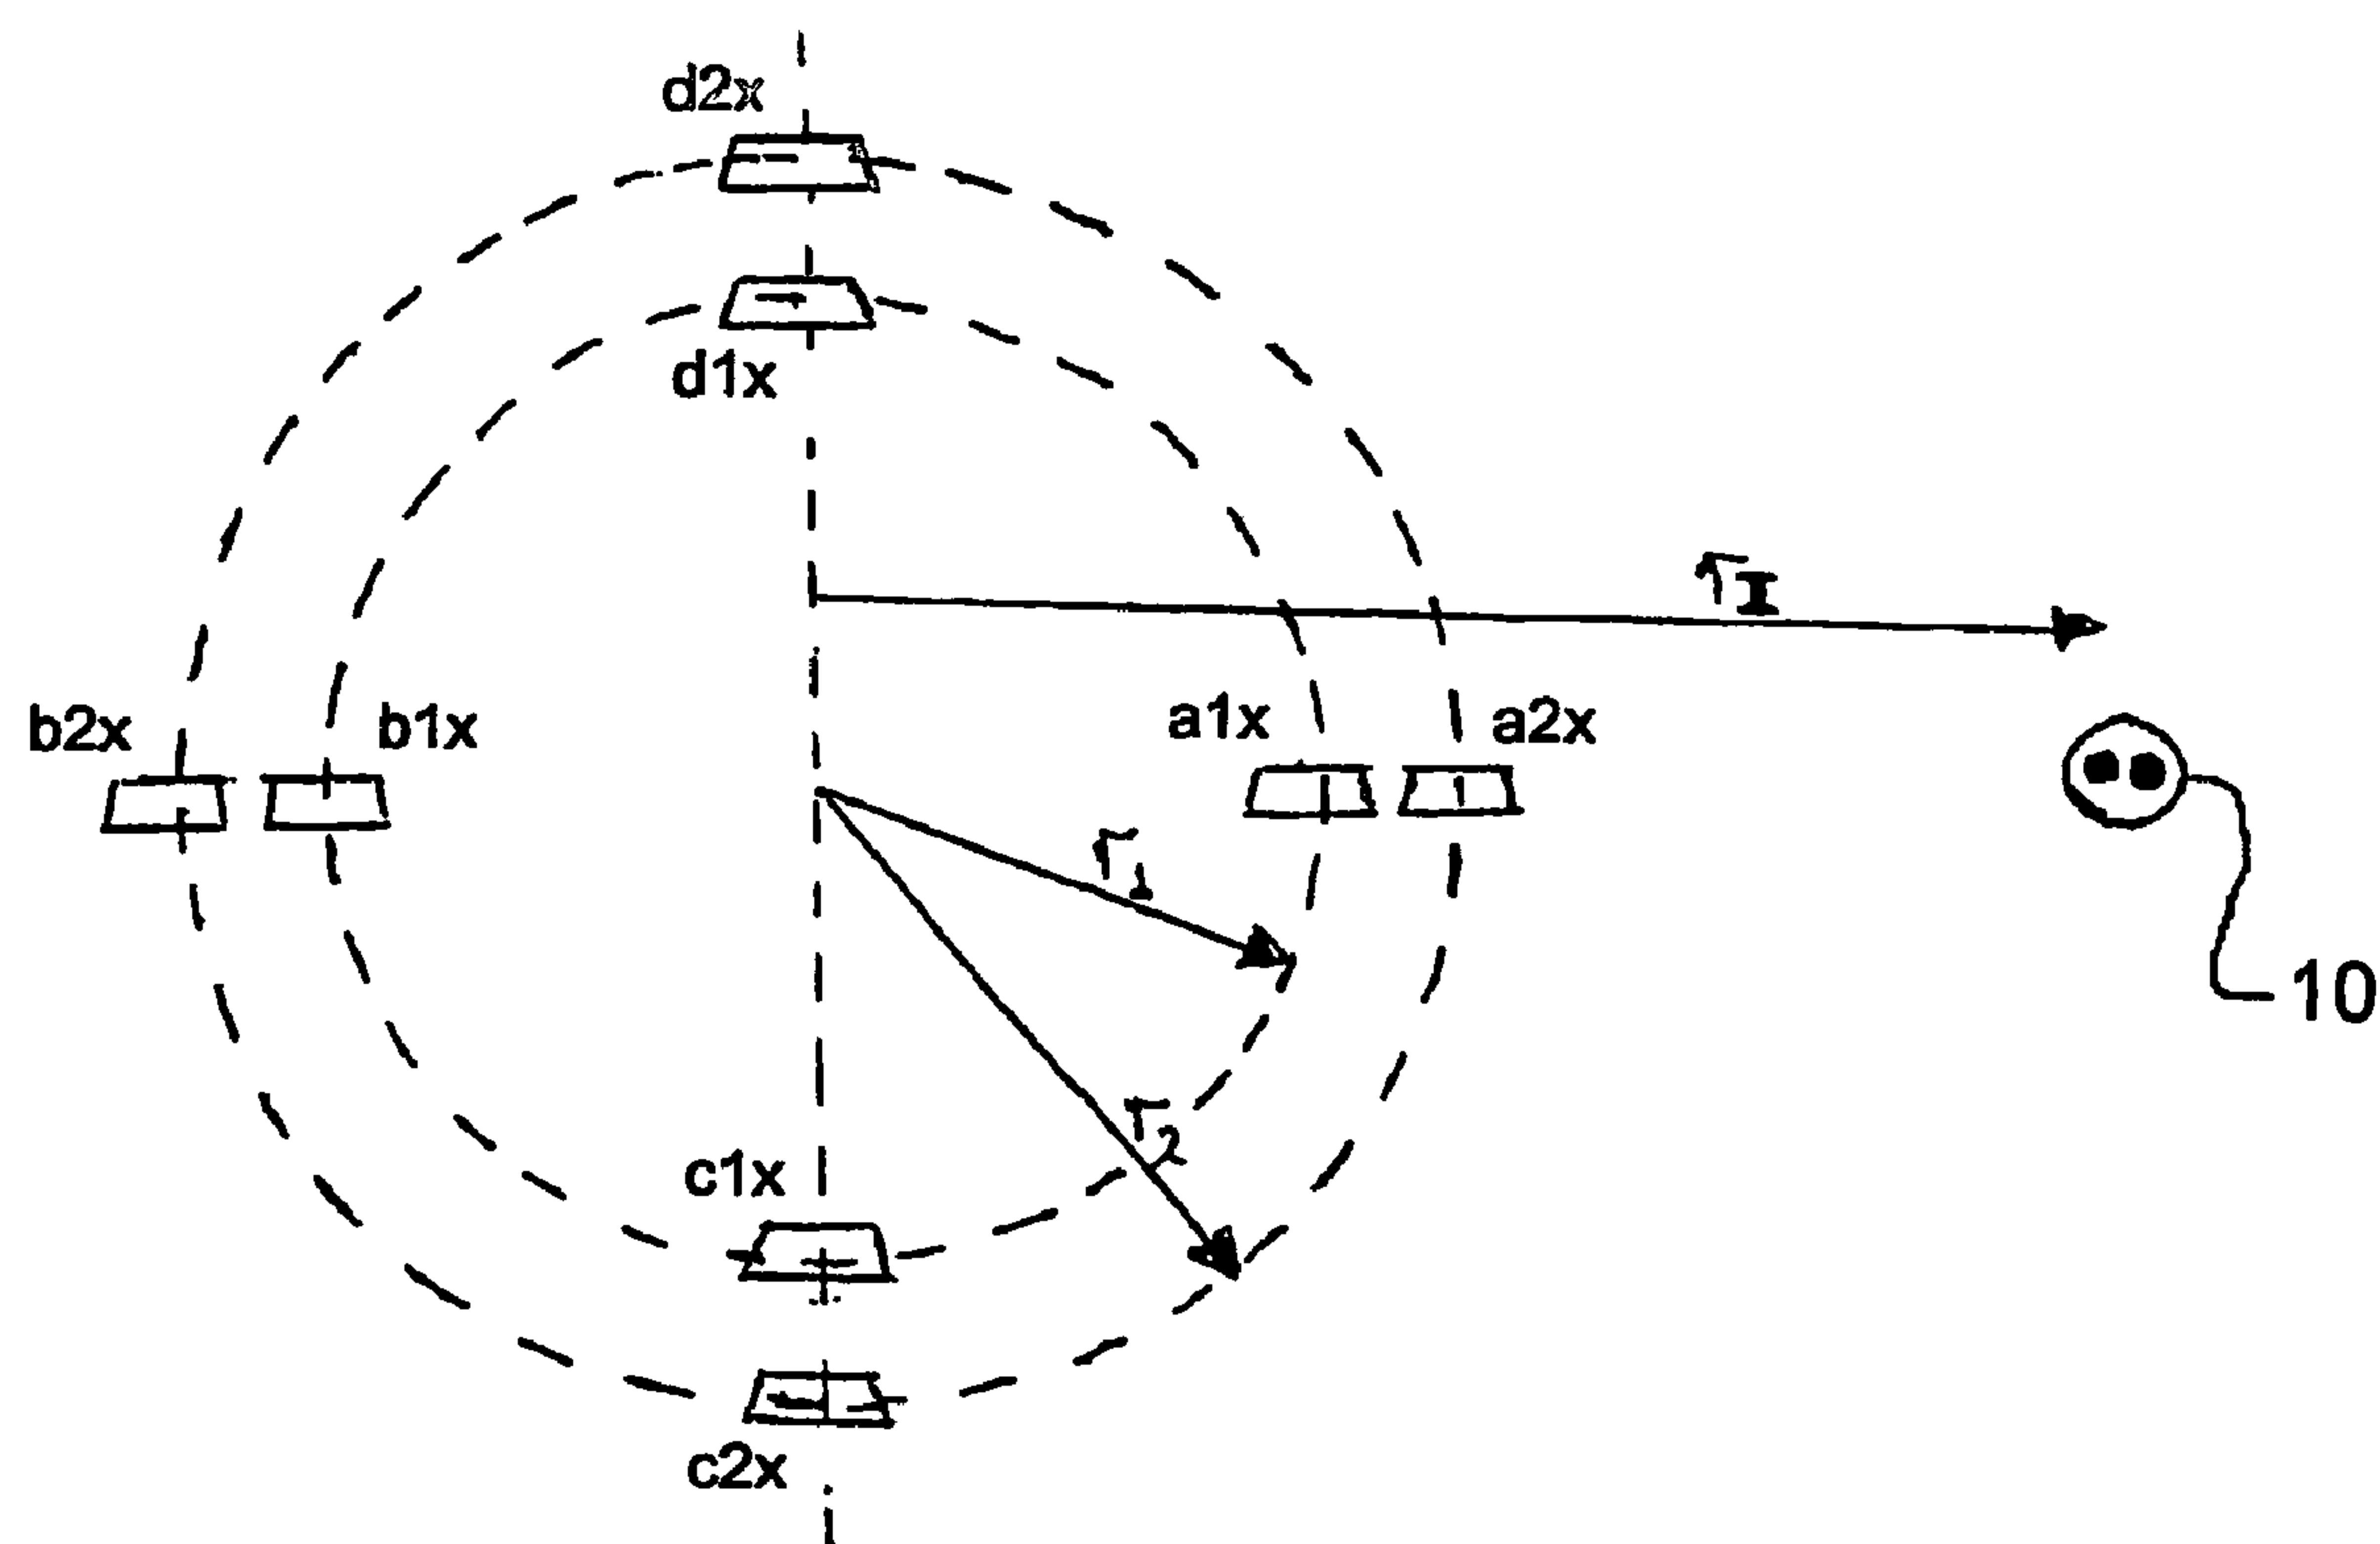 d2x
d1x
r_I
b2x
b1x
a1x
a2x
r_1
10
r_2
c1x
c2x